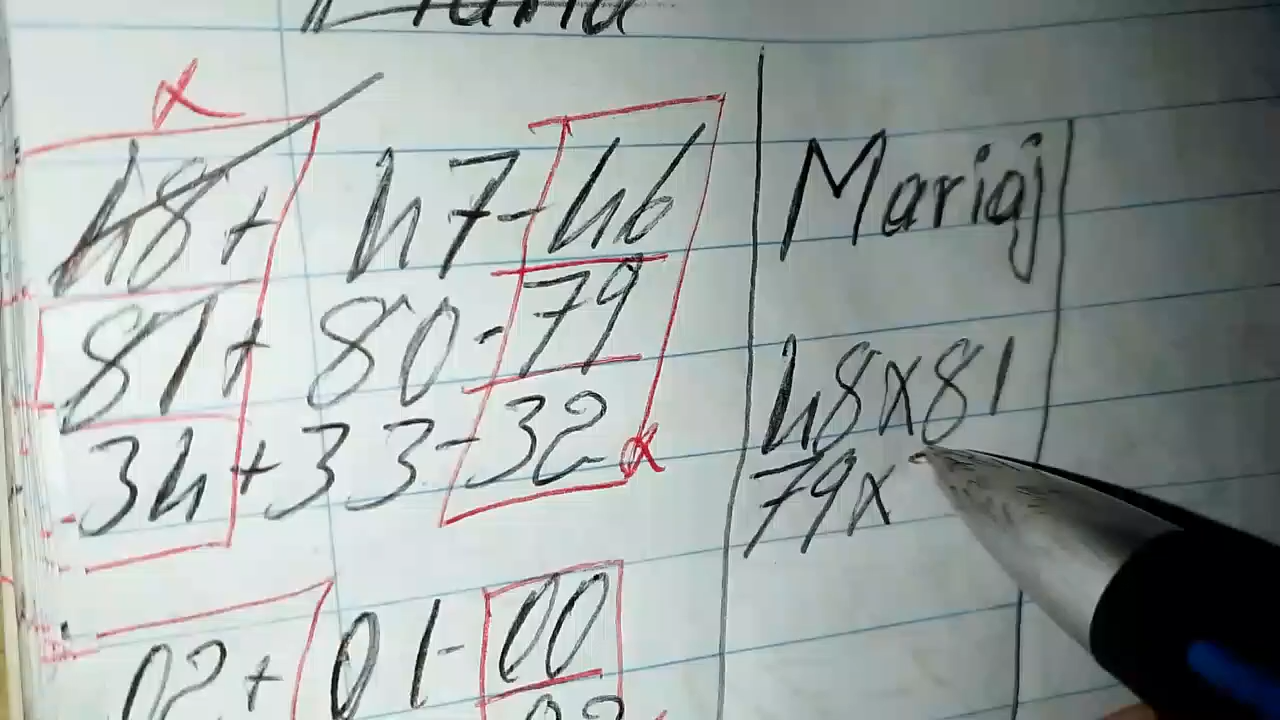 48+ 47-46
81+ 80-79
34+33-32
02+ 01-00
Mariaj
48x81
79x